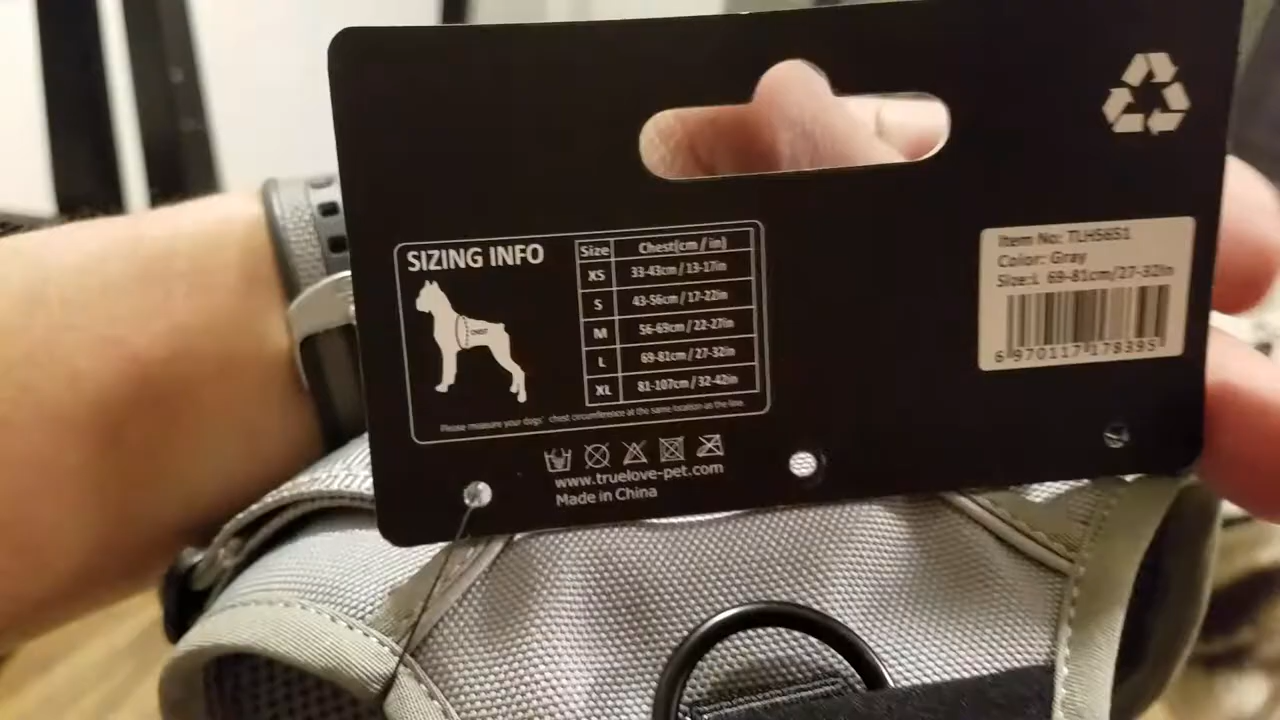 SIZING INFO
Size Chest(cm / in)
XS 33-43cm / 13-17in
S 43-56cm / 17-22in
M 56-69cm / 22-27in
L 69-81cm / 27-32in
XL 81-107cm / 32-42in
CHEST
Please measure your dogs' chest circumference at the same location as the line.
www.truelove-pet.com
Made in China
Item No: TLH5651
Color: Gray
Size:L 69-81cm/27-32in
6 970117 178395